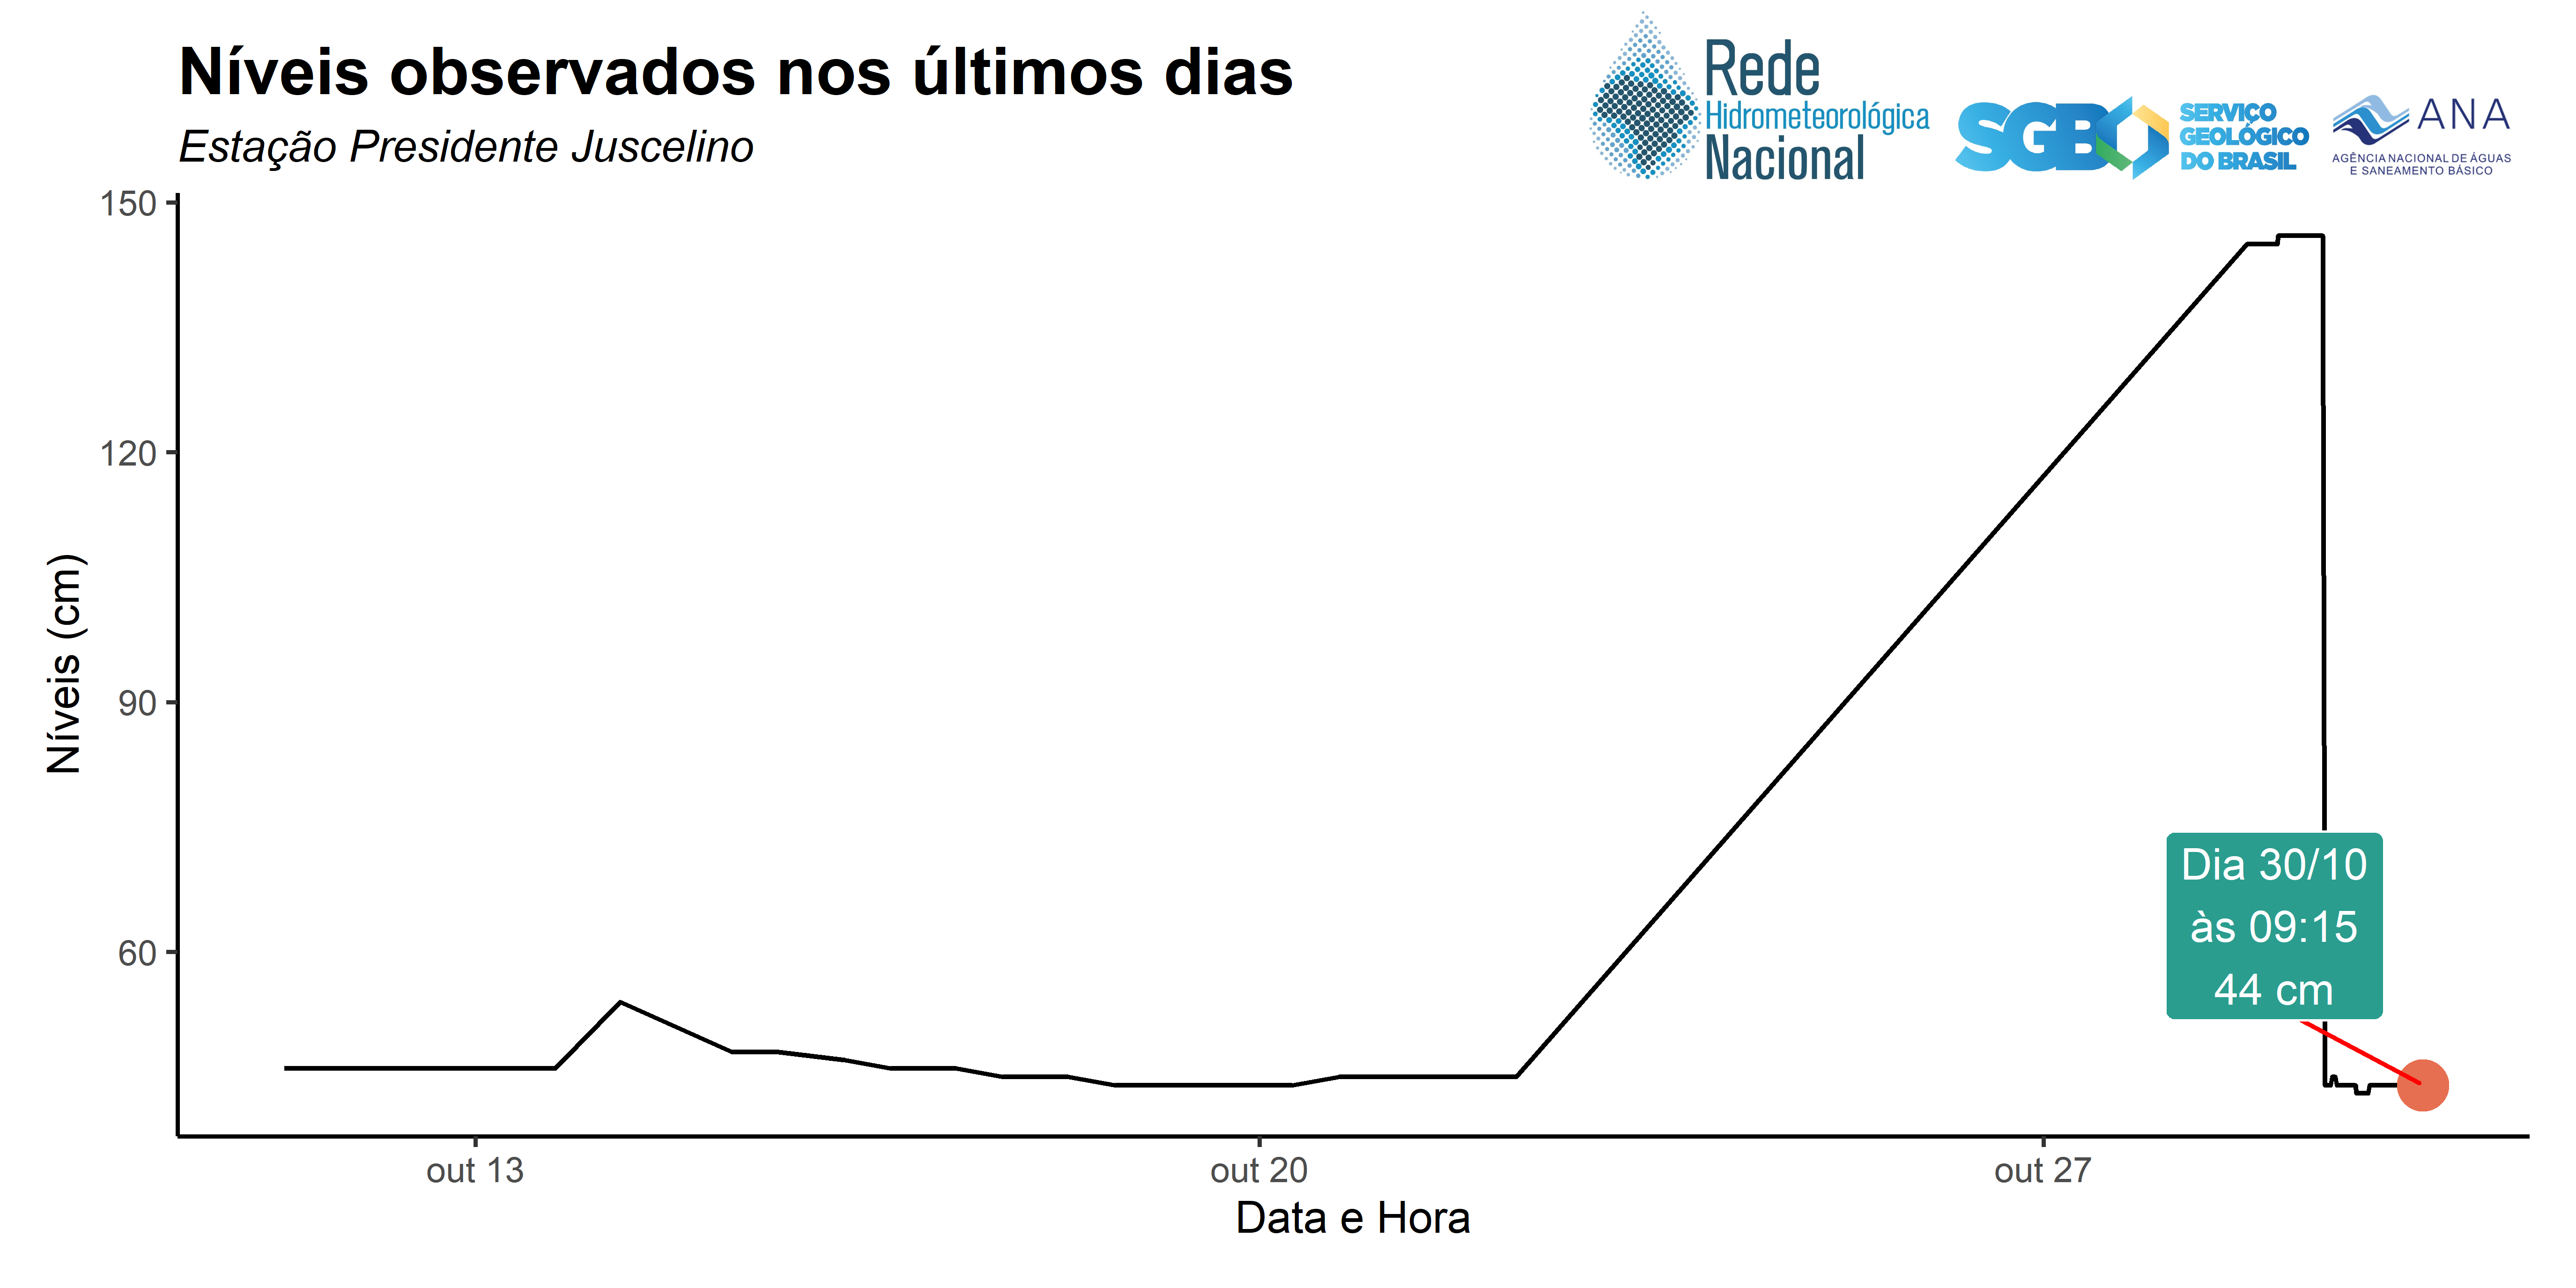 Níveis observados nos últimos dias
Estação Presidente Juscelino
Rede
Hidrometeorológica
Nacional
SGB
SERVIÇO
GEOLÓGICO
DO BRASIL
ANA
AGÊNCIA NACIONAL DE ÁGUAS
E SANEAMENTO BÁSICO
150
120
90
60
Níveis (cm)
Dia 30/10
às 09:15
44 cm
out 13
out 20
out 27
Data e Hora